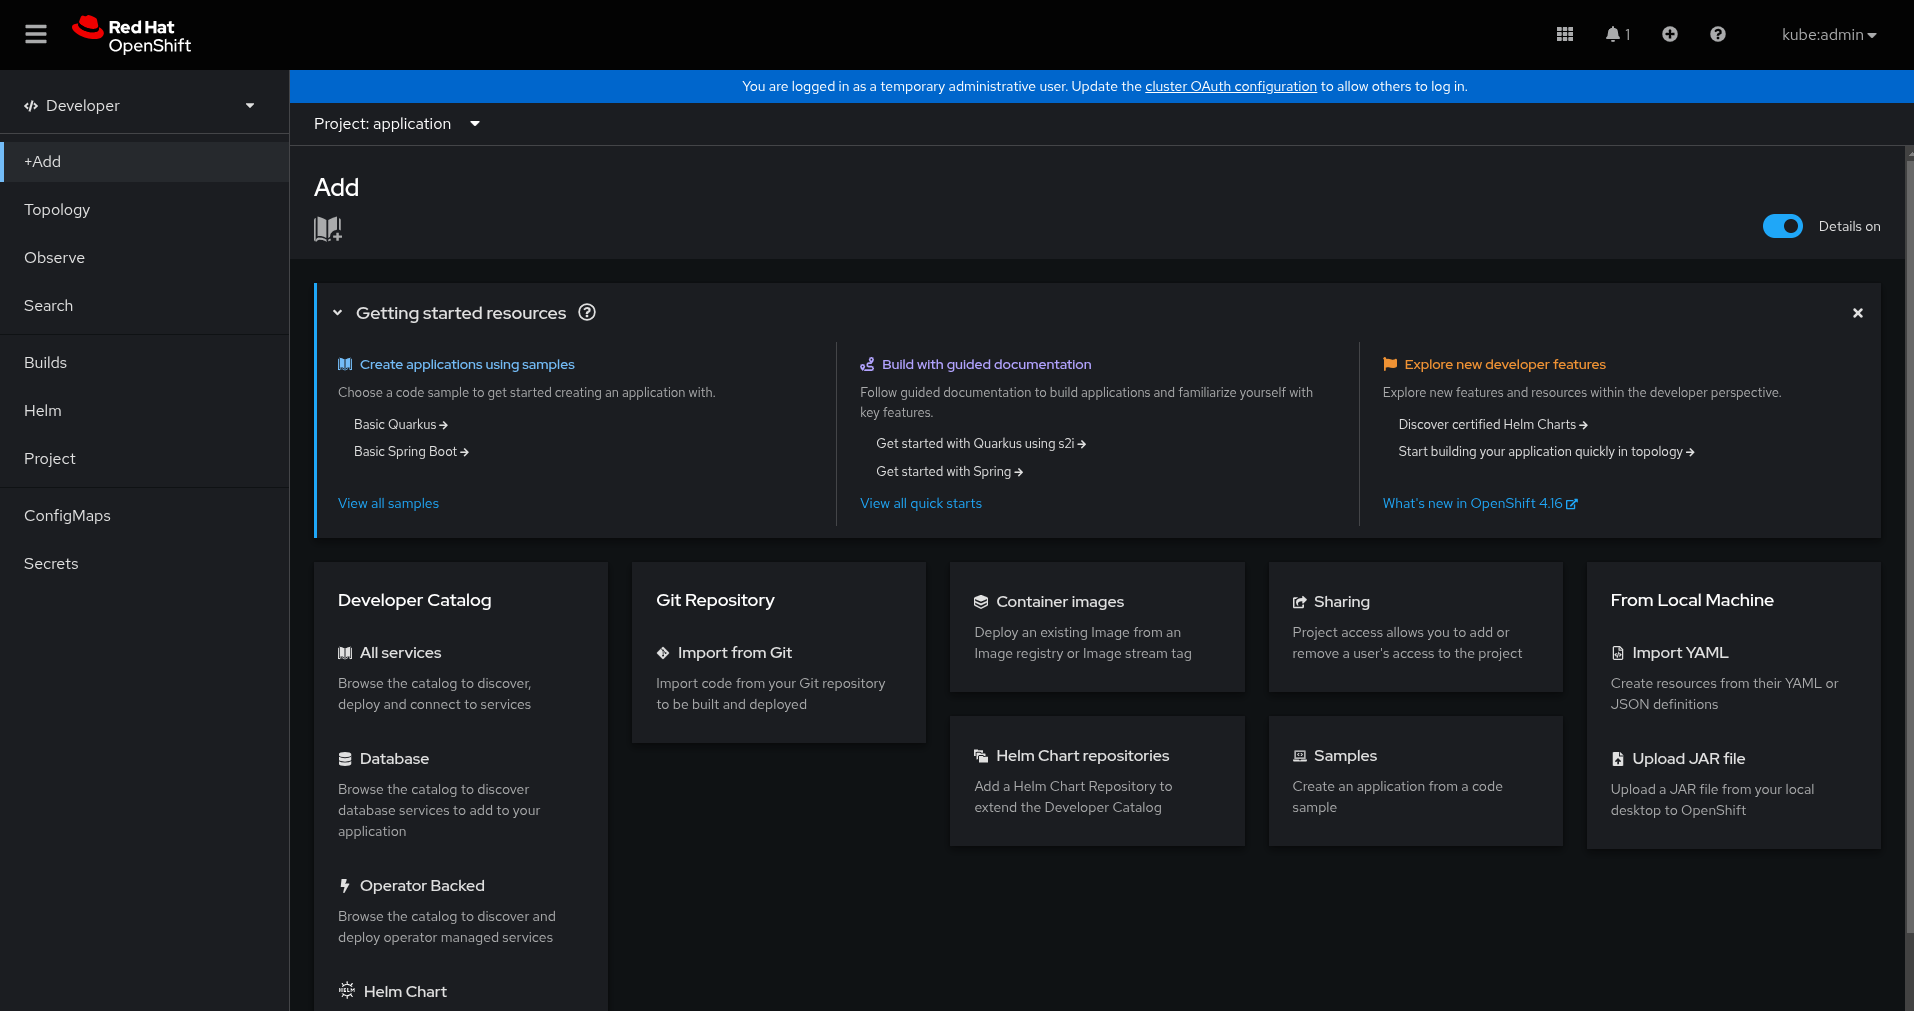 Red Hat
OpenShift
1
kube:admin
You are logged in as a temporary administrative user. Update the cluster OAuth configuration to allow others to log in.
Developer
+Add
Topology
Observe
Search
Builds
Helm
Project
ConfigMaps
Secrets
Project: application
Add
Details on
Getting started resources
Create applications using samples
Choose a code sample to get started creating an application with.
Basic Quarkus
Basic Spring Boot
View all samples
Build with guided documentation
Follow guided documentation to build applications and familiarize yourself with
key features.
Get started with Quarkus using s2i
Get started with Spring
View all quick starts
Explore new developer features
Explore new features and resources within the developer perspective.
Discover certified Helm Charts
Start building your application quickly in topology
What's new in OpenShift 4.16
Developer Catalog
All services
Browse the catalog to discover,
deploy and connect to services
Database
Browse the catalog to discover
database services to add to your
application
Operator Backed
Browse the catalog to discover and
deploy operator managed services
HELM
Helm Chart
Git Repository
Import from Git
Import code from your Git repository
to be built and deployed
Container images
Deploy an existing Image from an
Image registry or Image stream tag
Helm Chart repositories
Add a Helm Chart Repository to
extend the Developer Catalog
Sharing
Project access allows you to add or
remove a user's access to the project
Samples
Create an application from a code
sample
From Local Machine
Import YAML
Create resources from their YAML or
JSON definitions
Upload JAR file
Upload a JAR file from your local
desktop to OpenShift